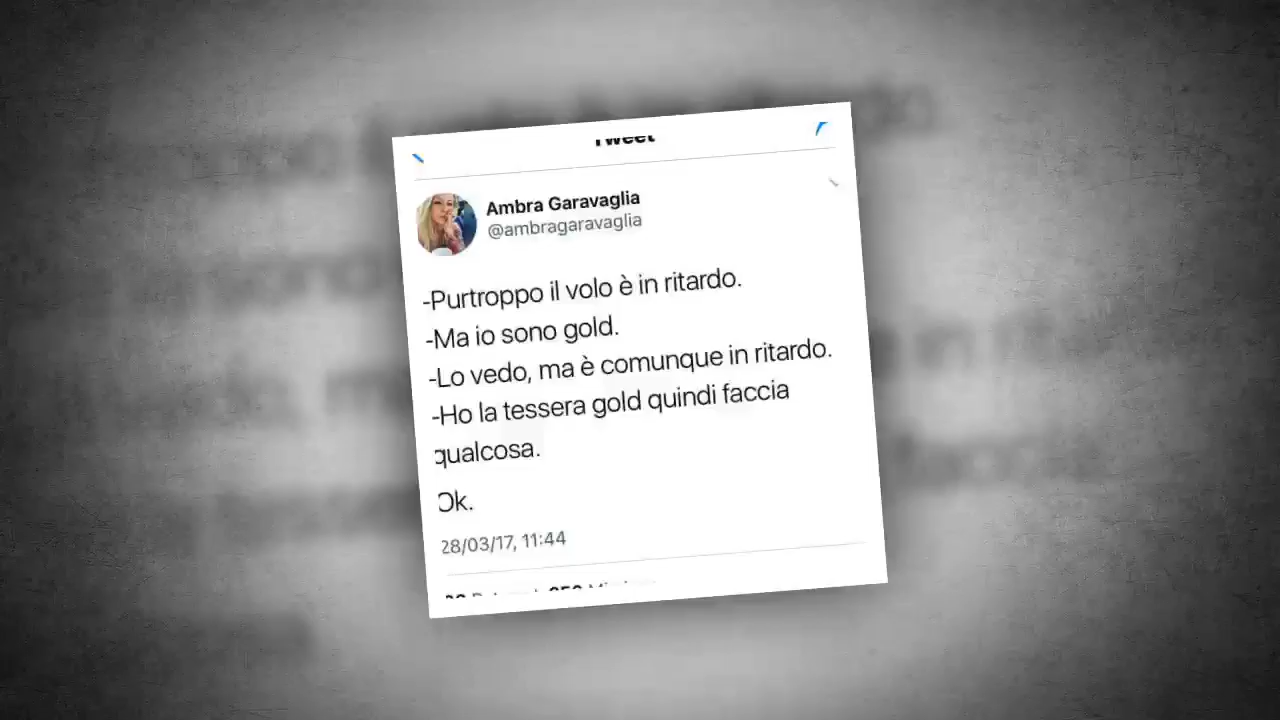 Tweet
Ambra Garavaglia
@ambragaravaglia
-Purtroppo il volo è in ritardo.
-Ma io sono gold.
-Lo vedo, ma è comunque in ritardo.
-Ho la tessera gold quindi faccia
qualcosa.
Ok.
28/03/17, 11:44